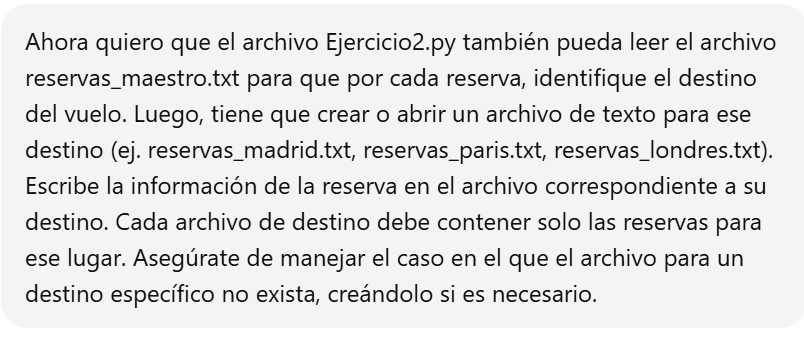 Ahora quiero que el archivo Ejercicio2.py también pueda leer el archivo
reservas_maestro.txt para que por cada reserva, identifique el destino
del vuelo. Luego, tiene que crear o abrir un archivo de texto para ese
destino (ej. reservas_madrid.txt, reservas_paris.txt, reservas_londres.txt).
Escribe la información de la reserva en el archivo correspondiente a su
destino. Cada archivo de destino debe contener solo las reservas para
ese lugar. Asegúrate de manejar el caso en el que el archivo para un
destino específico no exista, creándolo si es necesario.